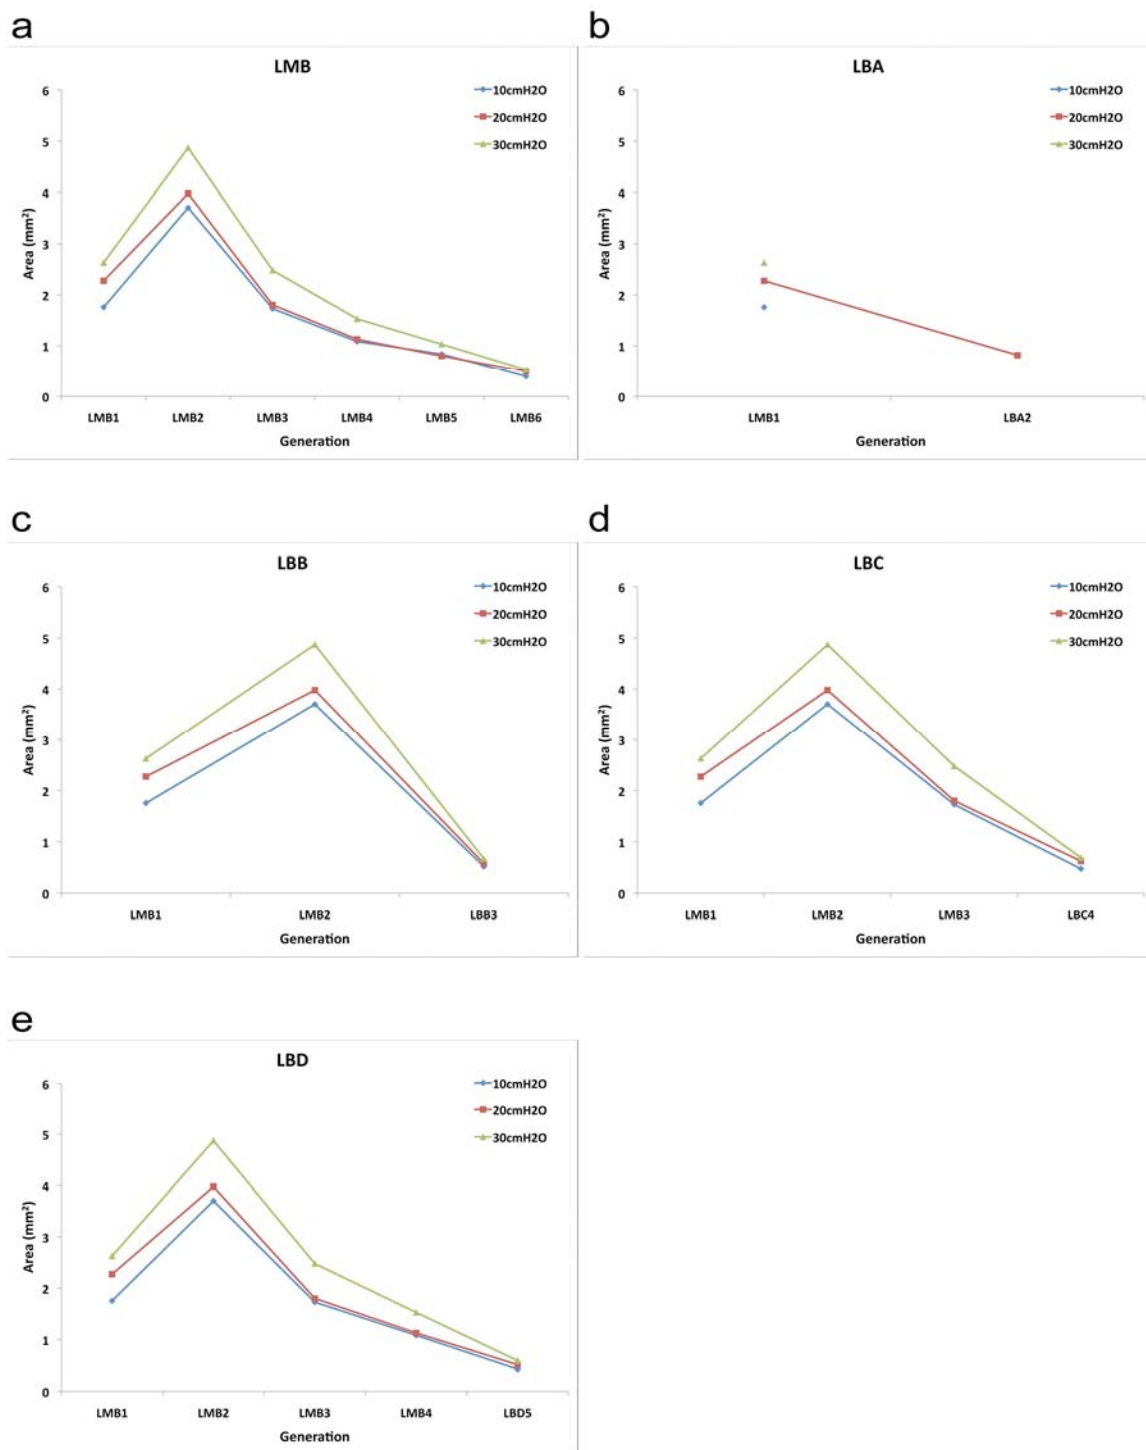 a
LMB
10cmH2O
20cmH2O
30cmH2O
6
5
4
3
2
1
0
Area (mm²)
LMB1 LMB2 LMB3 LMB4 LMB5 LMB6
Generation
b
LBA
10cmH2O
20cmH2O
30cmH2O
6
5
4
3
2
1
0
Area (mm²)
LMB1 LBA2
Generation
c
LBB
10cmH2O
20cmH2O
30cmH2O
6
5
4
3
2
1
0
Area (mm²)
LMB1 LMB2 LBB3
Generation
d
LBC
10cmH2O
20cmH2O
30cmH2O
6
5
4
3
2
1
0
Area (mm²)
LMB1 LMB2 LMB3 LBC4
Generation
e
LBD
10cmH2O
20cmH2O
30cmH2O
6
5
4
3
2
1
0
Area (mm²)
LMB1 LMB2 LMB3 LMB4 LBD5
Generation